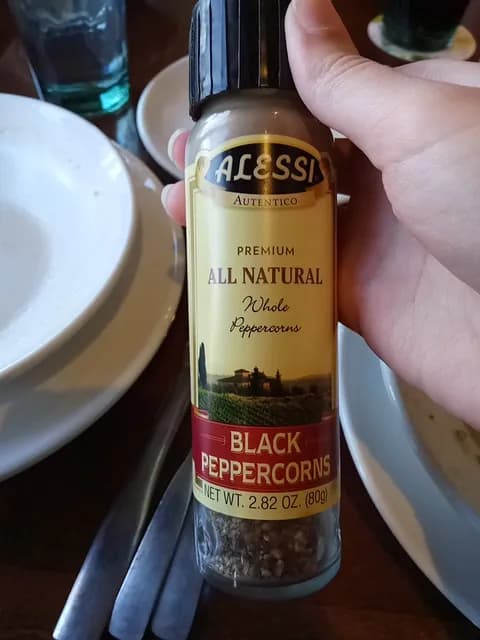 ALESSI
AUTENTICO
PREMIUM
ALL NATURAL
Whole
Peppercorns
BLACK
PEPPERCORNS
NET WT. 2.82 OZ. (80g)